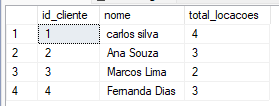 id_cliente nome total_locacoes
1 1 carlos silva 4
2 2 Ana Souza 3
3 3 Marcos Lima 2
4 4 Fernanda Dias 3